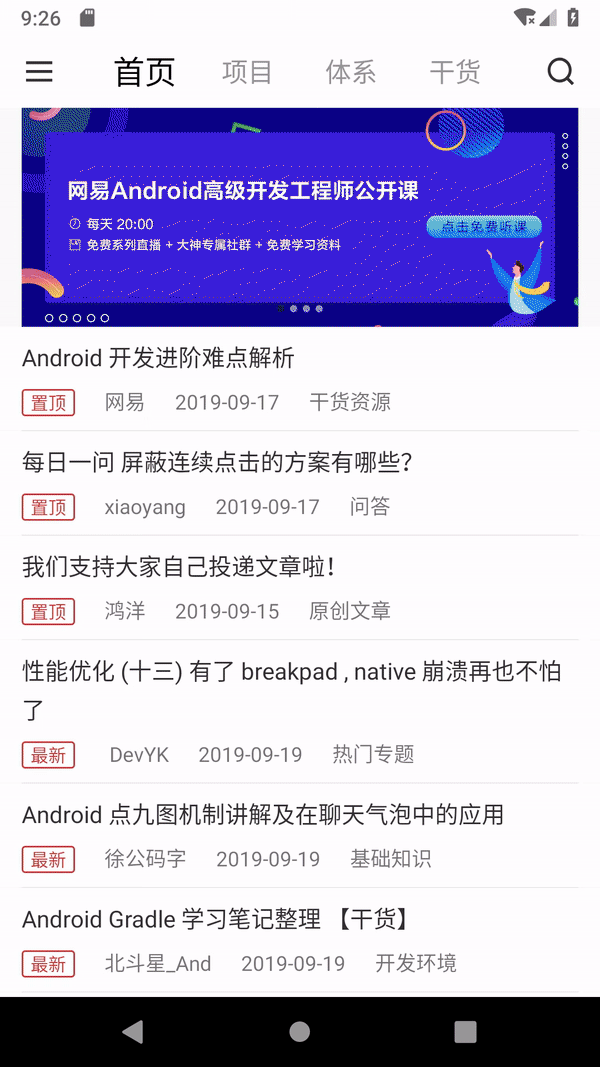 9:26
首页 项目 体系 干货
网易Android高级开发工程师公开课
每天 20:00
点击免费听课
免费系列直播 + 大神专属社群 + 免费学习资料
Android 开发进阶难点解析
置顶 网易 2019-09-17 干货资源
每日一问 屏蔽连续点击的方案有哪些?
置顶 xiaoyang 2019-09-17 问答
我们支持大家自己投递文章啦!
置顶 鸿洋 2019-09-15 原创文章
性能优化 (十三) 有了 breakpad , native 崩溃再也不怕
了
最新 DevYK 2019-09-19 热门专题
Android 点九图机制讲解及在聊天气泡中的应用
最新 徐公码字 2019-09-19 基础知识
Android Gradle 学习笔记整理 【干货】
最新 北斗星_And 2019-09-19 开发环境